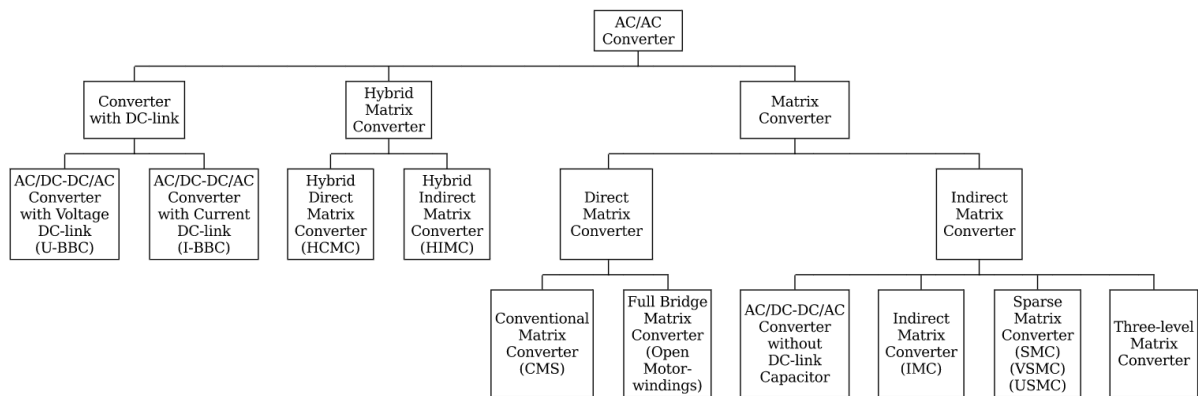 AC/AC
Converter
Converter
with DC-link
Hybrid
Matrix
Converter
Matrix
Converter
AC/DC-DC/AC
Converter
with Voltage
DC-link
(U-BBC)
AC/DC-DC/AC
Converter
with Current
DC-link
(I-BBC)
Hybrid
Direct
Matrix
Converter
(HCMC)
Hybrid
Indirect
Matrix
Converter
(HIMC)
Direct
Matrix
Converter
Indirect
Matrix
Converter
Conventional
Matrix
Converter
(CMS)
Full Bridge
Matrix
Converter
(Open
Motor-
windings)
AC/DC-DC/AC
Converter
without
DC-link
Capacitor
Indirect
Matrix
Converter
(IMC)
Sparse
Matrix
Converter
(SMC)
(VSMC)
(USMC)
Three-level
Matrix
Converter